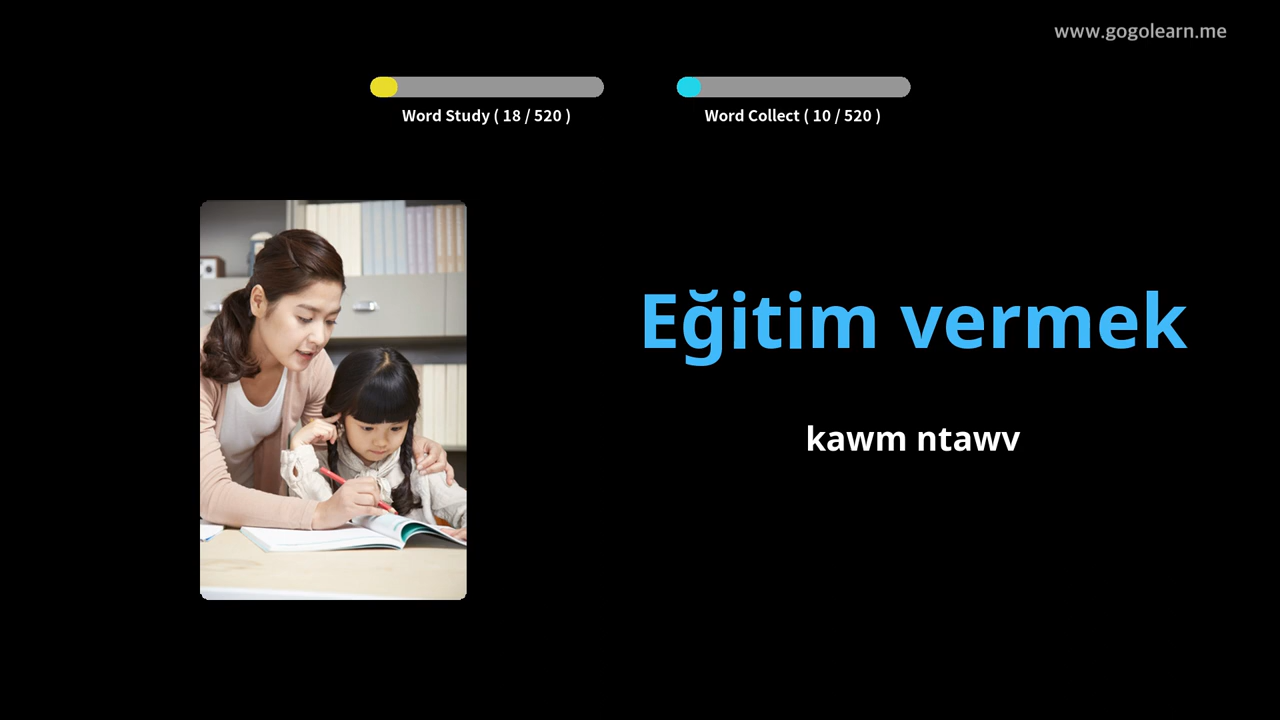 www.gogolearn.me
Word Study ( 18 / 520 )
Word Collect ( 10 / 520 )
Eğitim vermek
kawm ntawv